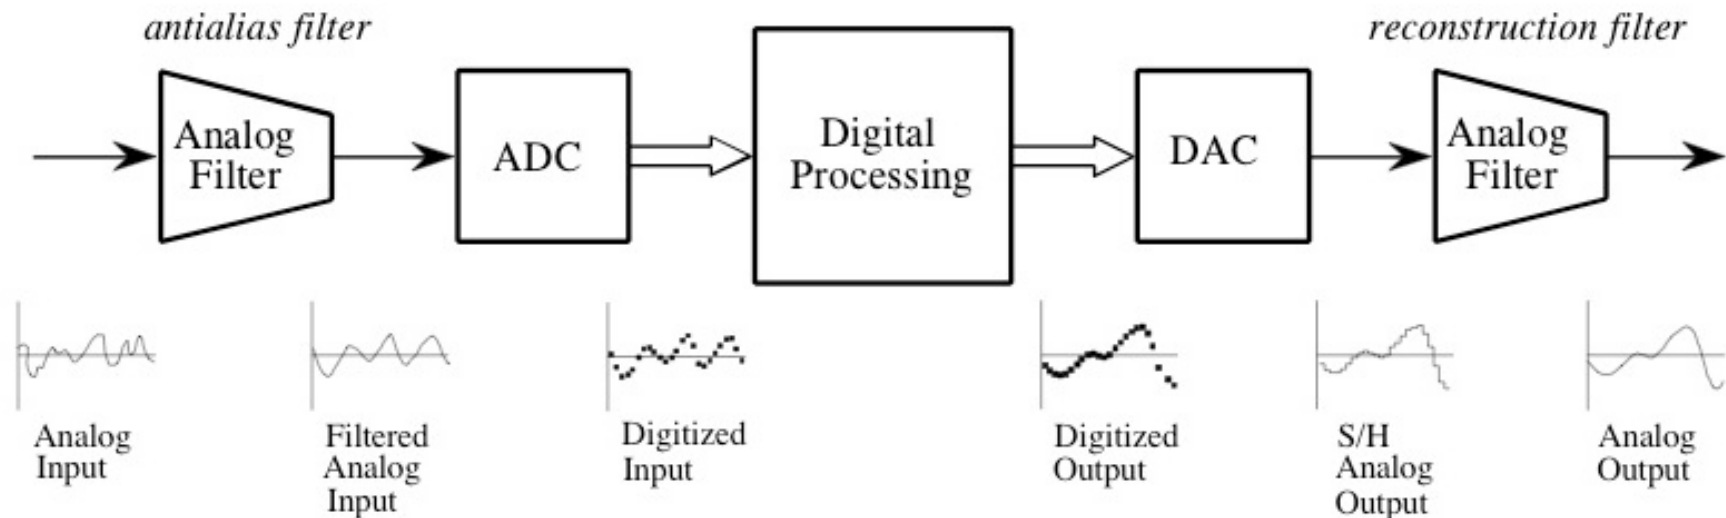 antialias filter
reconstruction filter
Analog
Filter
ADC
Digital
Processing
DAC
Analog
Filter
Analog
Input
Filtered
Analog
Input
Digitized
Input
Digitized
Output
S/H
Analog
Output
Analog
Output